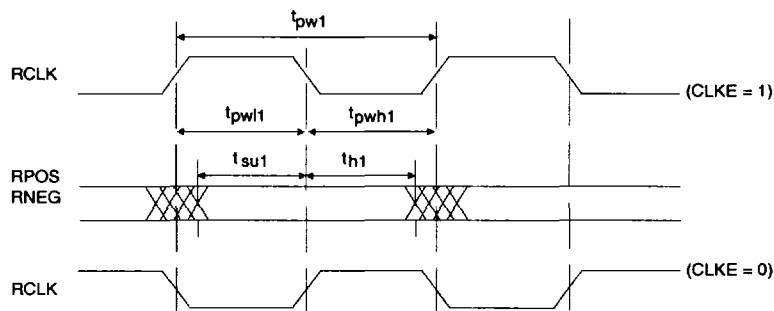 tpw1
RCLK
(CLKE = 1)
tpwl1 tpwh1
tsu1 th1
RPOS
RNEG
RCLK
(CLKE = 0)